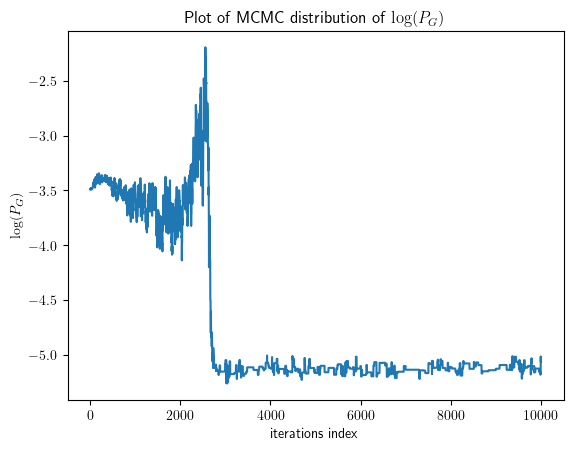 Plot of MCMC distribution of log(P_G)
log(P_G)
−2.5
−3.0
−3.5
−4.0
−4.5
−5.0
0 2000 4000 6000 8000 10000
iterations index